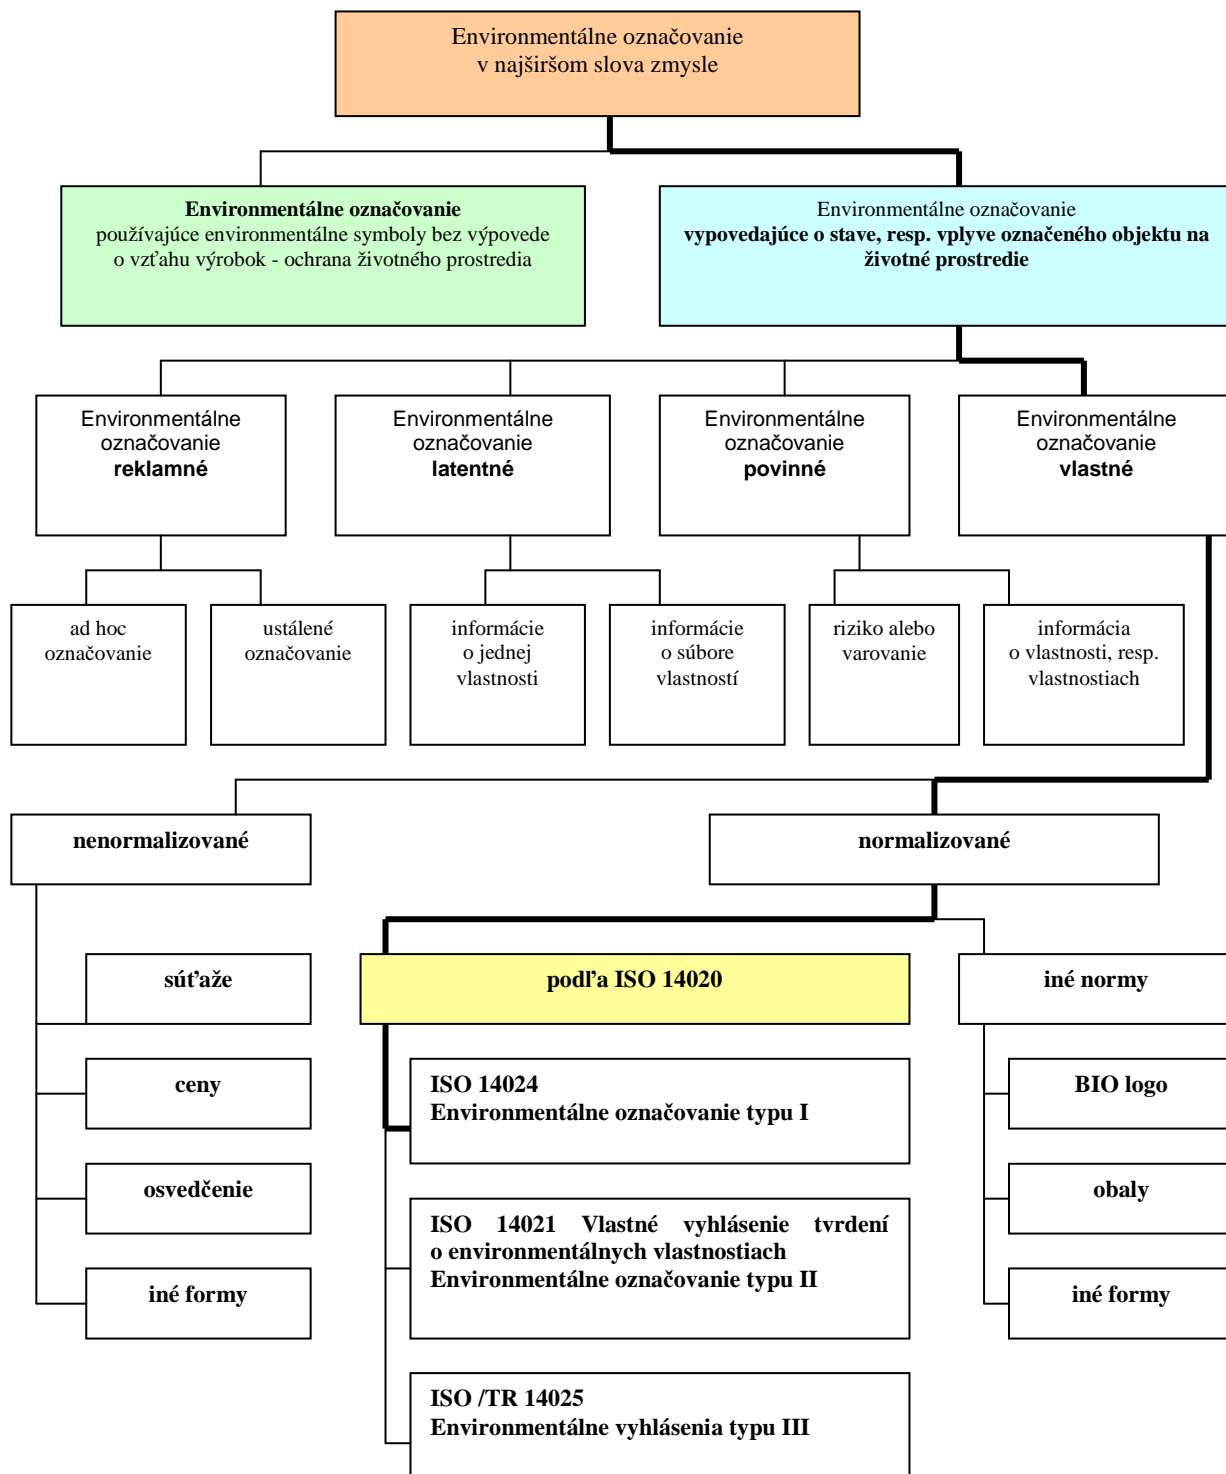 Environmentálne označovanie
v najširšom slova zmysle
Environmentálne označovanie
používajúce environmentálne symboly bez výpovede
o vzťahu výrobok - ochrana životného prostredia
Environmentálne označovanie
vypovedajúce o stave, resp. vplyve označeného objektu na
životné prostredie
Environmentálne
označovanie
reklamné
Environmentálne
označovanie
latentné
Environmentálne
označovanie
povinné
Environmentálne
označovanie
vlastné
ad hoc
označovanie
ustálené
označovanie
informácie
o jednej
vlastnosti
informácie
o súbore
vlastností
riziko alebo
varovanie
informácia
o vlastnosti, resp.
vlastnostiach
nenormalizované
normalizované
súťaže
podľa ISO 14020
iné normy
ceny
osvedčenie
iné formy
ISO 14024
Environmentálne označovanie typu I
ISO 14021 Vlastné vyhlásenie tvrdení
o environmentálnych vlastnostiach
Environmentálne označovanie typu II
ISO /TR 14025
Environmentálne vyhlásenia typu III
BIO logo
obaly
iné formy